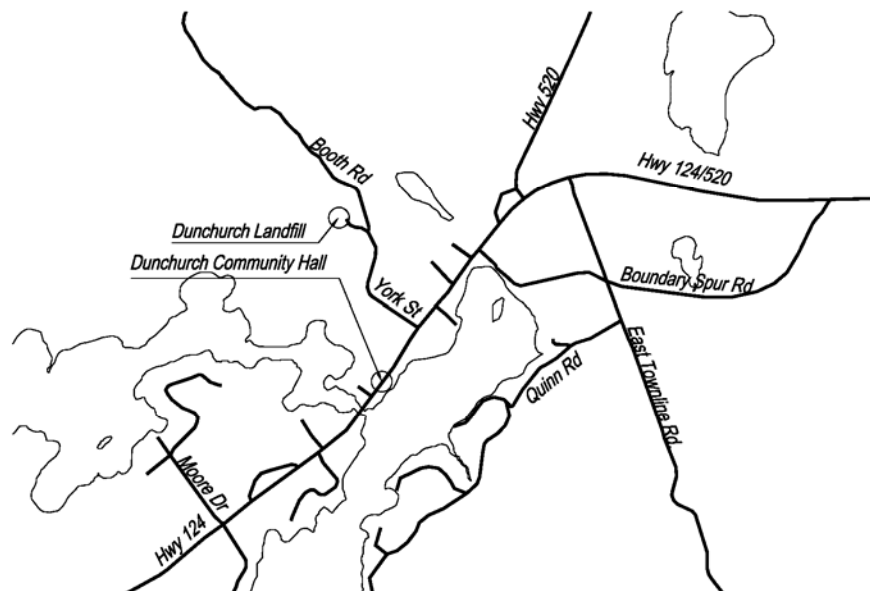 Hwy 520
Booth Rd
Hwy 124/520
Dunchurch Landfill
Dunchurch Community Hall
Boundary Spur Rd
York St
Quinn Rd
East Townline Rd
Moore Dr
Hwy 124